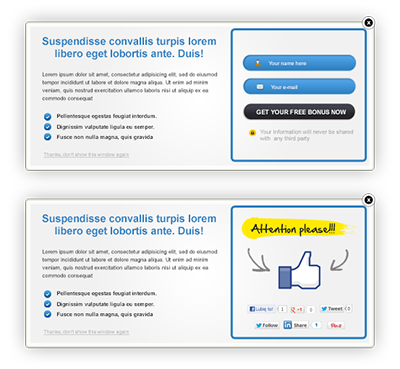 x
Suspendisse convallis turpis lorem
libero eget lobortis ante. Duis!
Lorem ipsum dolor sit amet, consectetur adipisicing elit, sed do eiusmod
tempor incididunt ut labore et dolore magna aliqua. Ut enim ad minim
veniam, quis nostrud exercitation ullamco laboris nisi ut aliquip ex ea
commodo consequat
Pellentesque egestas feugiat interdum.
Dignissim vulputate ligula eu semper.
Fusce non nulla magna, quis gravida
Thanks, don't show this window again
Your name here
Your e-mail
GET YOUR FREE BONUS NOW
Your Information will never be shared
with any third party
x
Suspendisse convallis turpis lorem
libero eget lobortis ante. Duis!
Lorem ipsum dolor sit amet, consectetur adipisicing elit, sed do eiusmod
tempor incididunt ut labore et dolore magna aliqua. Ut enim ad minim
veniam, quis nostrud exercitation ullamco laboris nisi ut aliquip ex ea
commodo consequat
Pellentesque egestas feugiat interdum.
Dignissim vulputate ligula eu semper.
Fusce non nulla magna, quis gravida
Thanks, don't show this window again
Attention please!!!
Lubię to! 1 +1 0 Tweet 0
Follow in Share 1 Pin it